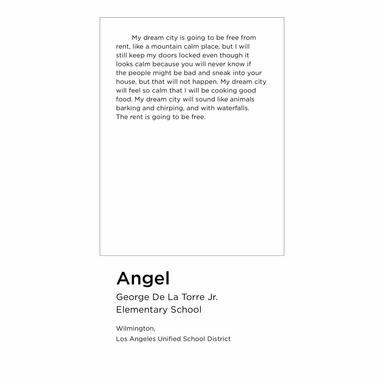 My dream city is going to be free from
rent, like a mountain calm place, but I will
still keep my doors locked even though it
looks calm because you will never know if
the people might be bad and sneak into your
house, but that will not happen. My dream city
will feel so calm that I will be cooking good
food. My dream city will sound like animals
barking and chirping, and with waterfalls.
The rent is going to be free.
Angel
George De La Torre Jr.
Elementary School
Wilmington,
Los Angeles Unified School District